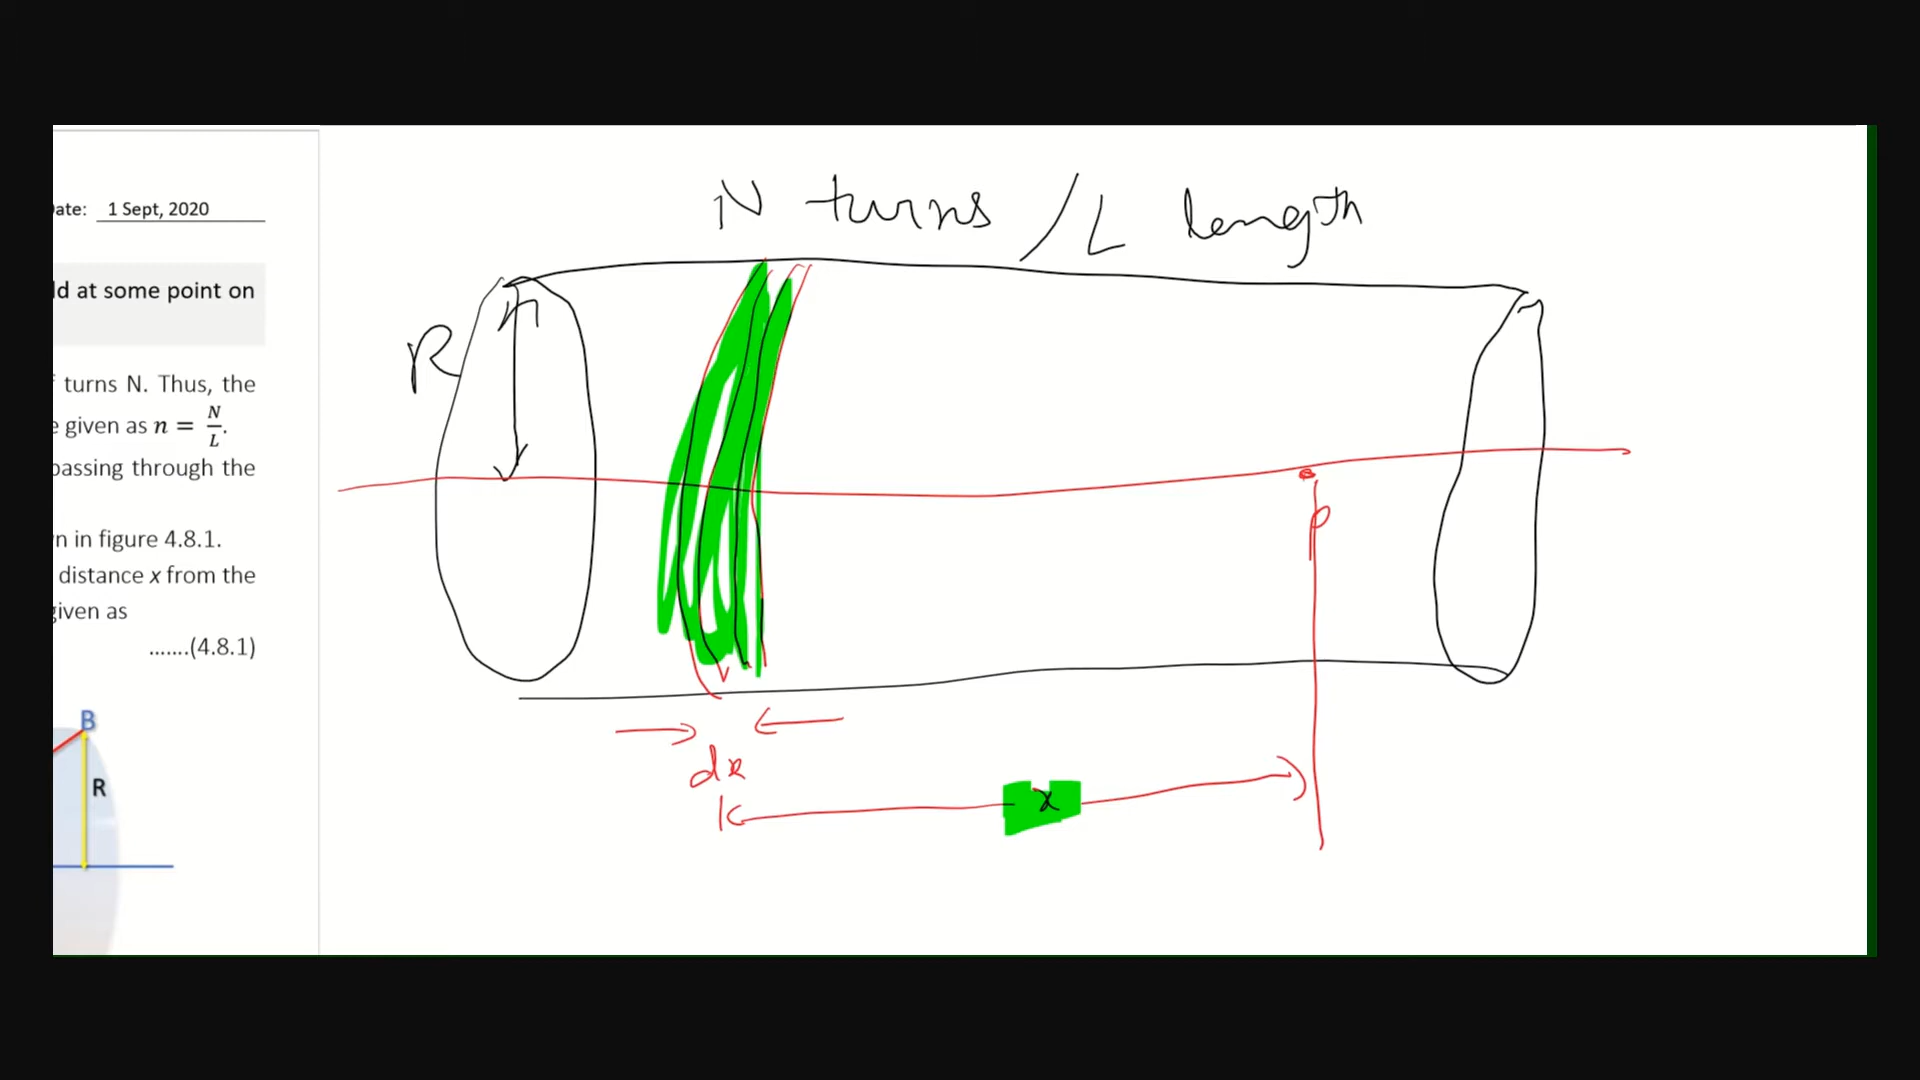 ate: 1 Sept, 2020
d at some point on
turns N. Thus, the
given as n = N/L.
passing through the
n in figure 4.8.1.
distance x from the
given as
.......(4.8.1)
B
R
N turns /L length
R
P
dx
x